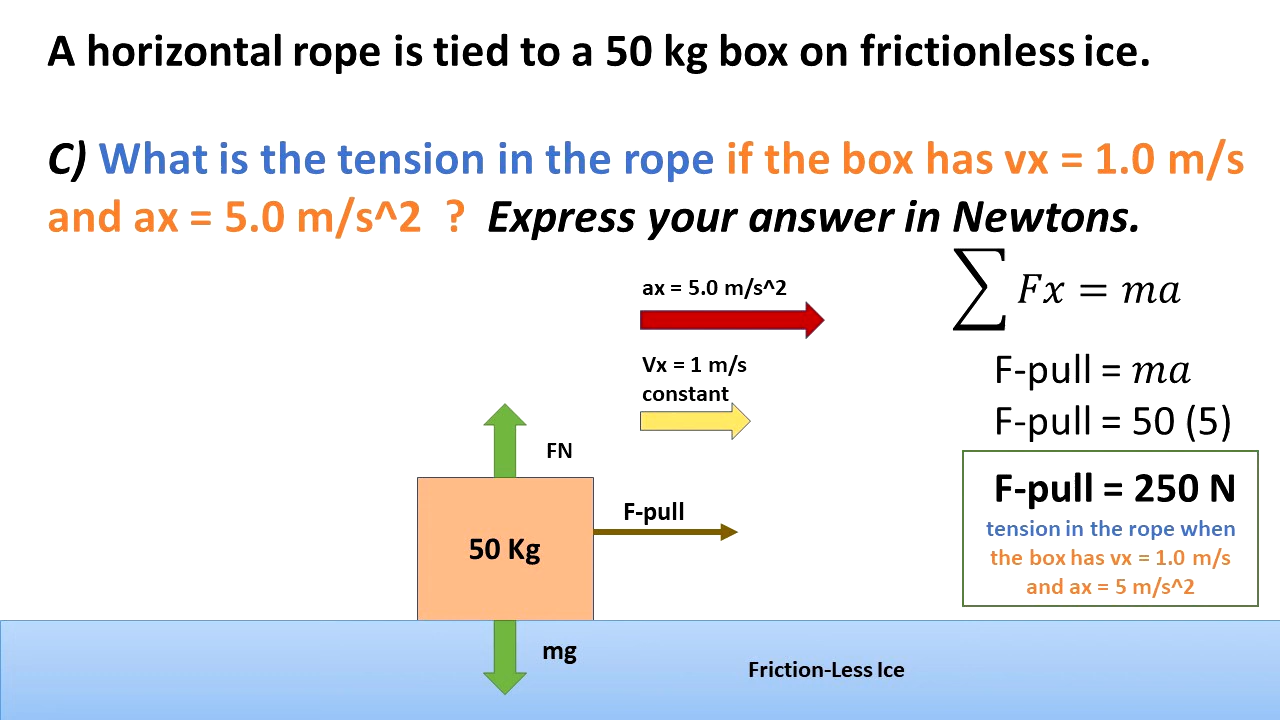 A horizontal rope is tied to a 50 kg box on frictionless ice.
C) What is the tension in the rope if the box has vx = 1.0 m/s
and ax = 5.0 m/s^2 ? Express your answer in Newtons.
ax = 5.0 m/s^2
∑ Fx = ma
Vx = 1 m/s
constant
F-pull = ma
F-pull = 50 (5)
FN
F-pull = 250 N
tension in the rope when
the box has vx = 1.0 m/s
and ax = 5 m/s^2
F-pull
50 Kg
mg
Friction-Less Ice